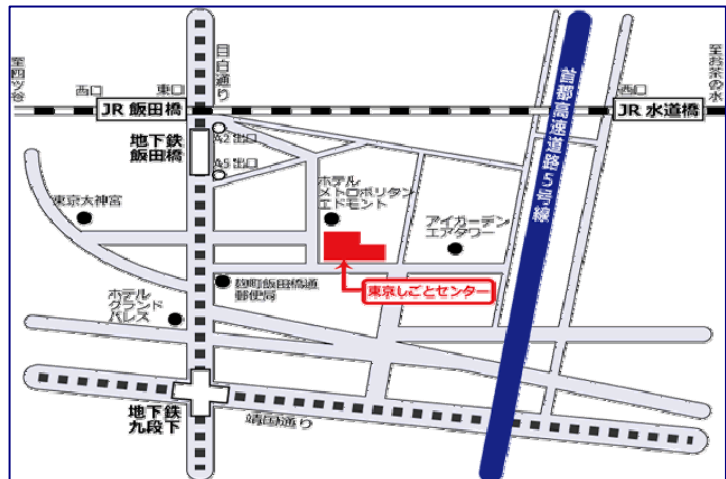 至四ツ谷
西口
東口
目白通り
JR 飯田橋
地下鉄
飯田橋
A2 出口
A5 出口
首都高速道路5号線
西口
至お茶の水
JR 水道橋
東京大神宮
ホテル
メトロポリタン
エドモント
アイガーデン
エアタワー
東京しごとセンター
麹町飯田橋通
郵便局
ホテル
グランド
パレス
地下鉄
九段下
靖国通り